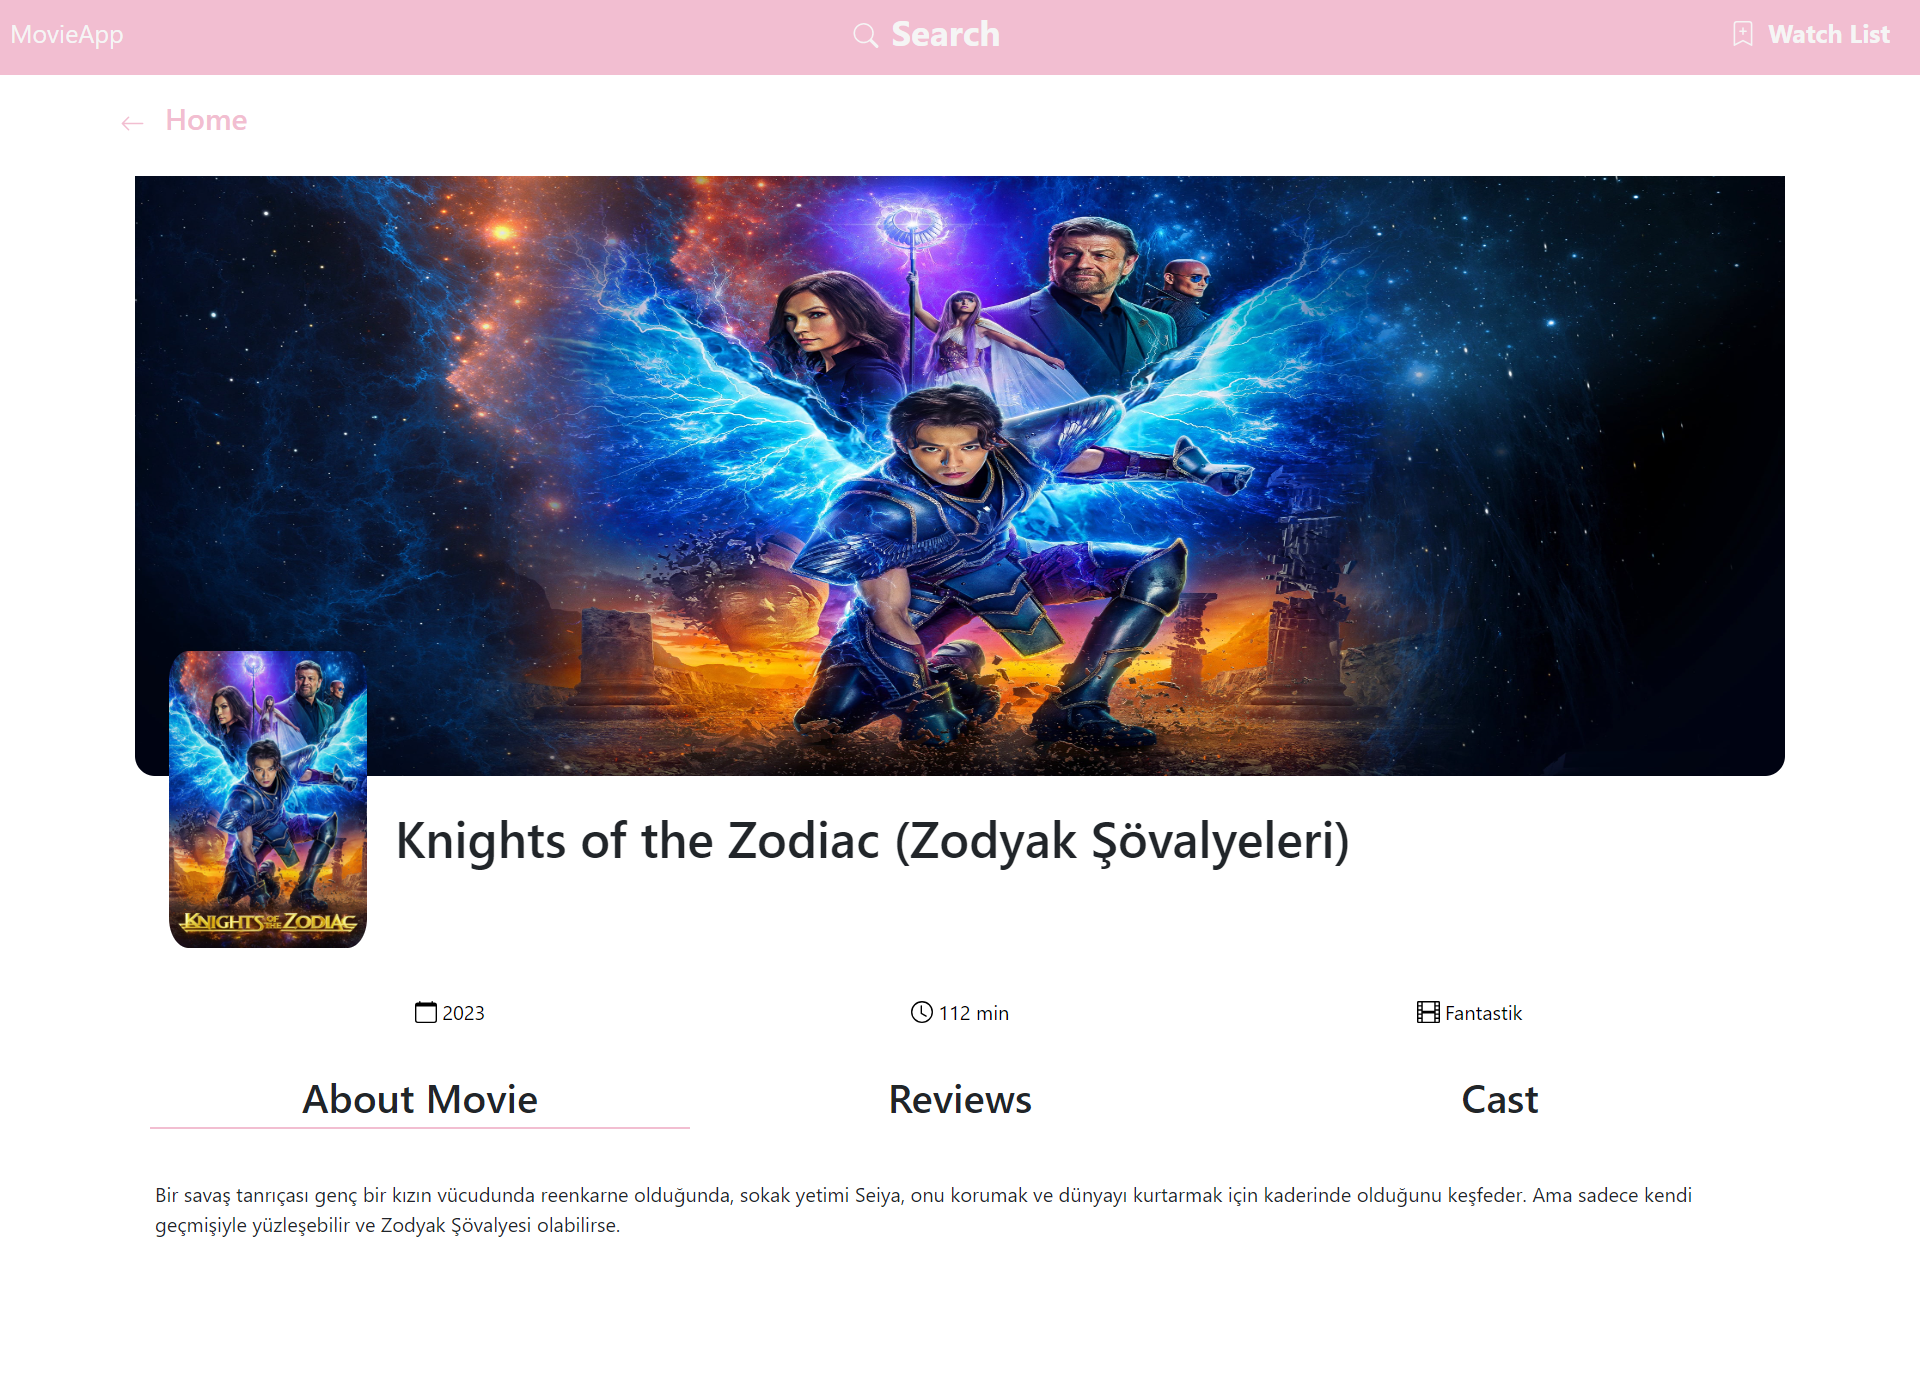 MovieApp
Search
Watch List
Home
KNIGHTS OF THE ZODIAC
Knights of the Zodiac (Zodyak Şövalyeleri)
2023
112 min
Fantastik
About Movie
Reviews
Cast
Bir savaş tanrıçası genç bir kızın vücudunda reenkarne olduğunda, sokak yetimi Seiya, onu korumak ve dünyayı kurtarmak için kaderinde olduğunu keşfeder. Ama sadece kendi
geçmişiyle yüzleşebilir ve Zodyak Şövalyesi olabilirse.